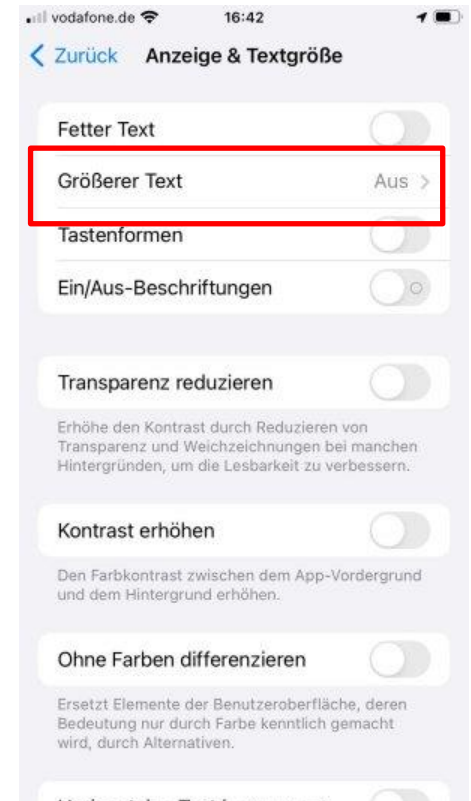 vodafone.de 16:42
Zurück Anzeige & Textgröße
Fetter Text
Größerer Text Aus
Tastenformen
Ein/Aus-Beschriftungen
Transparenz reduzieren
Erhöhe den Kontrast durch Reduzieren von
Transparenz und Weichzeichnungen bei manchen
Hintergründen, um die Lesbarkeit zu verbessern.
Kontrast erhöhen
Den Farbkontrast zwischen dem App-Vordergrund
und dem Hintergrund erhöhen.
Ohne Farben differenzieren
Ersetzt Elemente der Benutzeroberfläche, deren
Bedeutung nur durch Farbe kenntlich gemacht
wird, durch Alternativen.